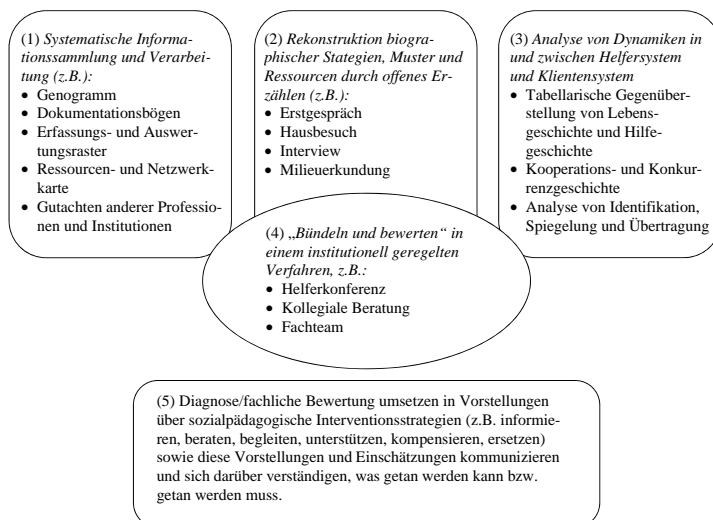 (1) Systematische Informa-
tionssammlung und Verarbei-
tung (z.B.):
• Genogramm
• Dokumentationsbögen
• Erfassungs- und Auswer-
tungsraster
• Ressourcen- und Netzwerk-
karte
• Gutachten anderer Professio-
nen und Institutionen
(2) Rekonstruktion biogra-
phischer Stategien, Muster und
Ressourcen durch offenes Er-
zählen (z.B.):
• Erstgespräch
• Hausbesuch
• Interview
• Milieuerkundung
(3) Analyse von Dynamiken in
und zwischen Helfersystem
und Klientensystem
• Tabellarische Gegenüber-
stellung von Lebens-
geschichte und Hilfe-
geschichte
• Kooperations- und Konkur-
renzgeschichte
• Analyse von Identifikation,
Spiegelung und Übertragung
(4) „Bündeln und bewerten“ in
einem institutionell geregelten
Verfahren, z.B.:
• Helferkonferenz
• Kollegiale Beratung
• Fachteam
(5) Diagnose/fachliche Bewertung umsetzen in Vorstellungen
über sozialpädagogische Interventionsstrategien (z.B. informie-
ren, beraten, begleiten, unterstützen, kompensieren, ersetzen)
sowie diese Vorstellungen und Einschätzungen kommunizieren
und sich darüber verständigen, was getan werden kann bzw.
getan werden muss.